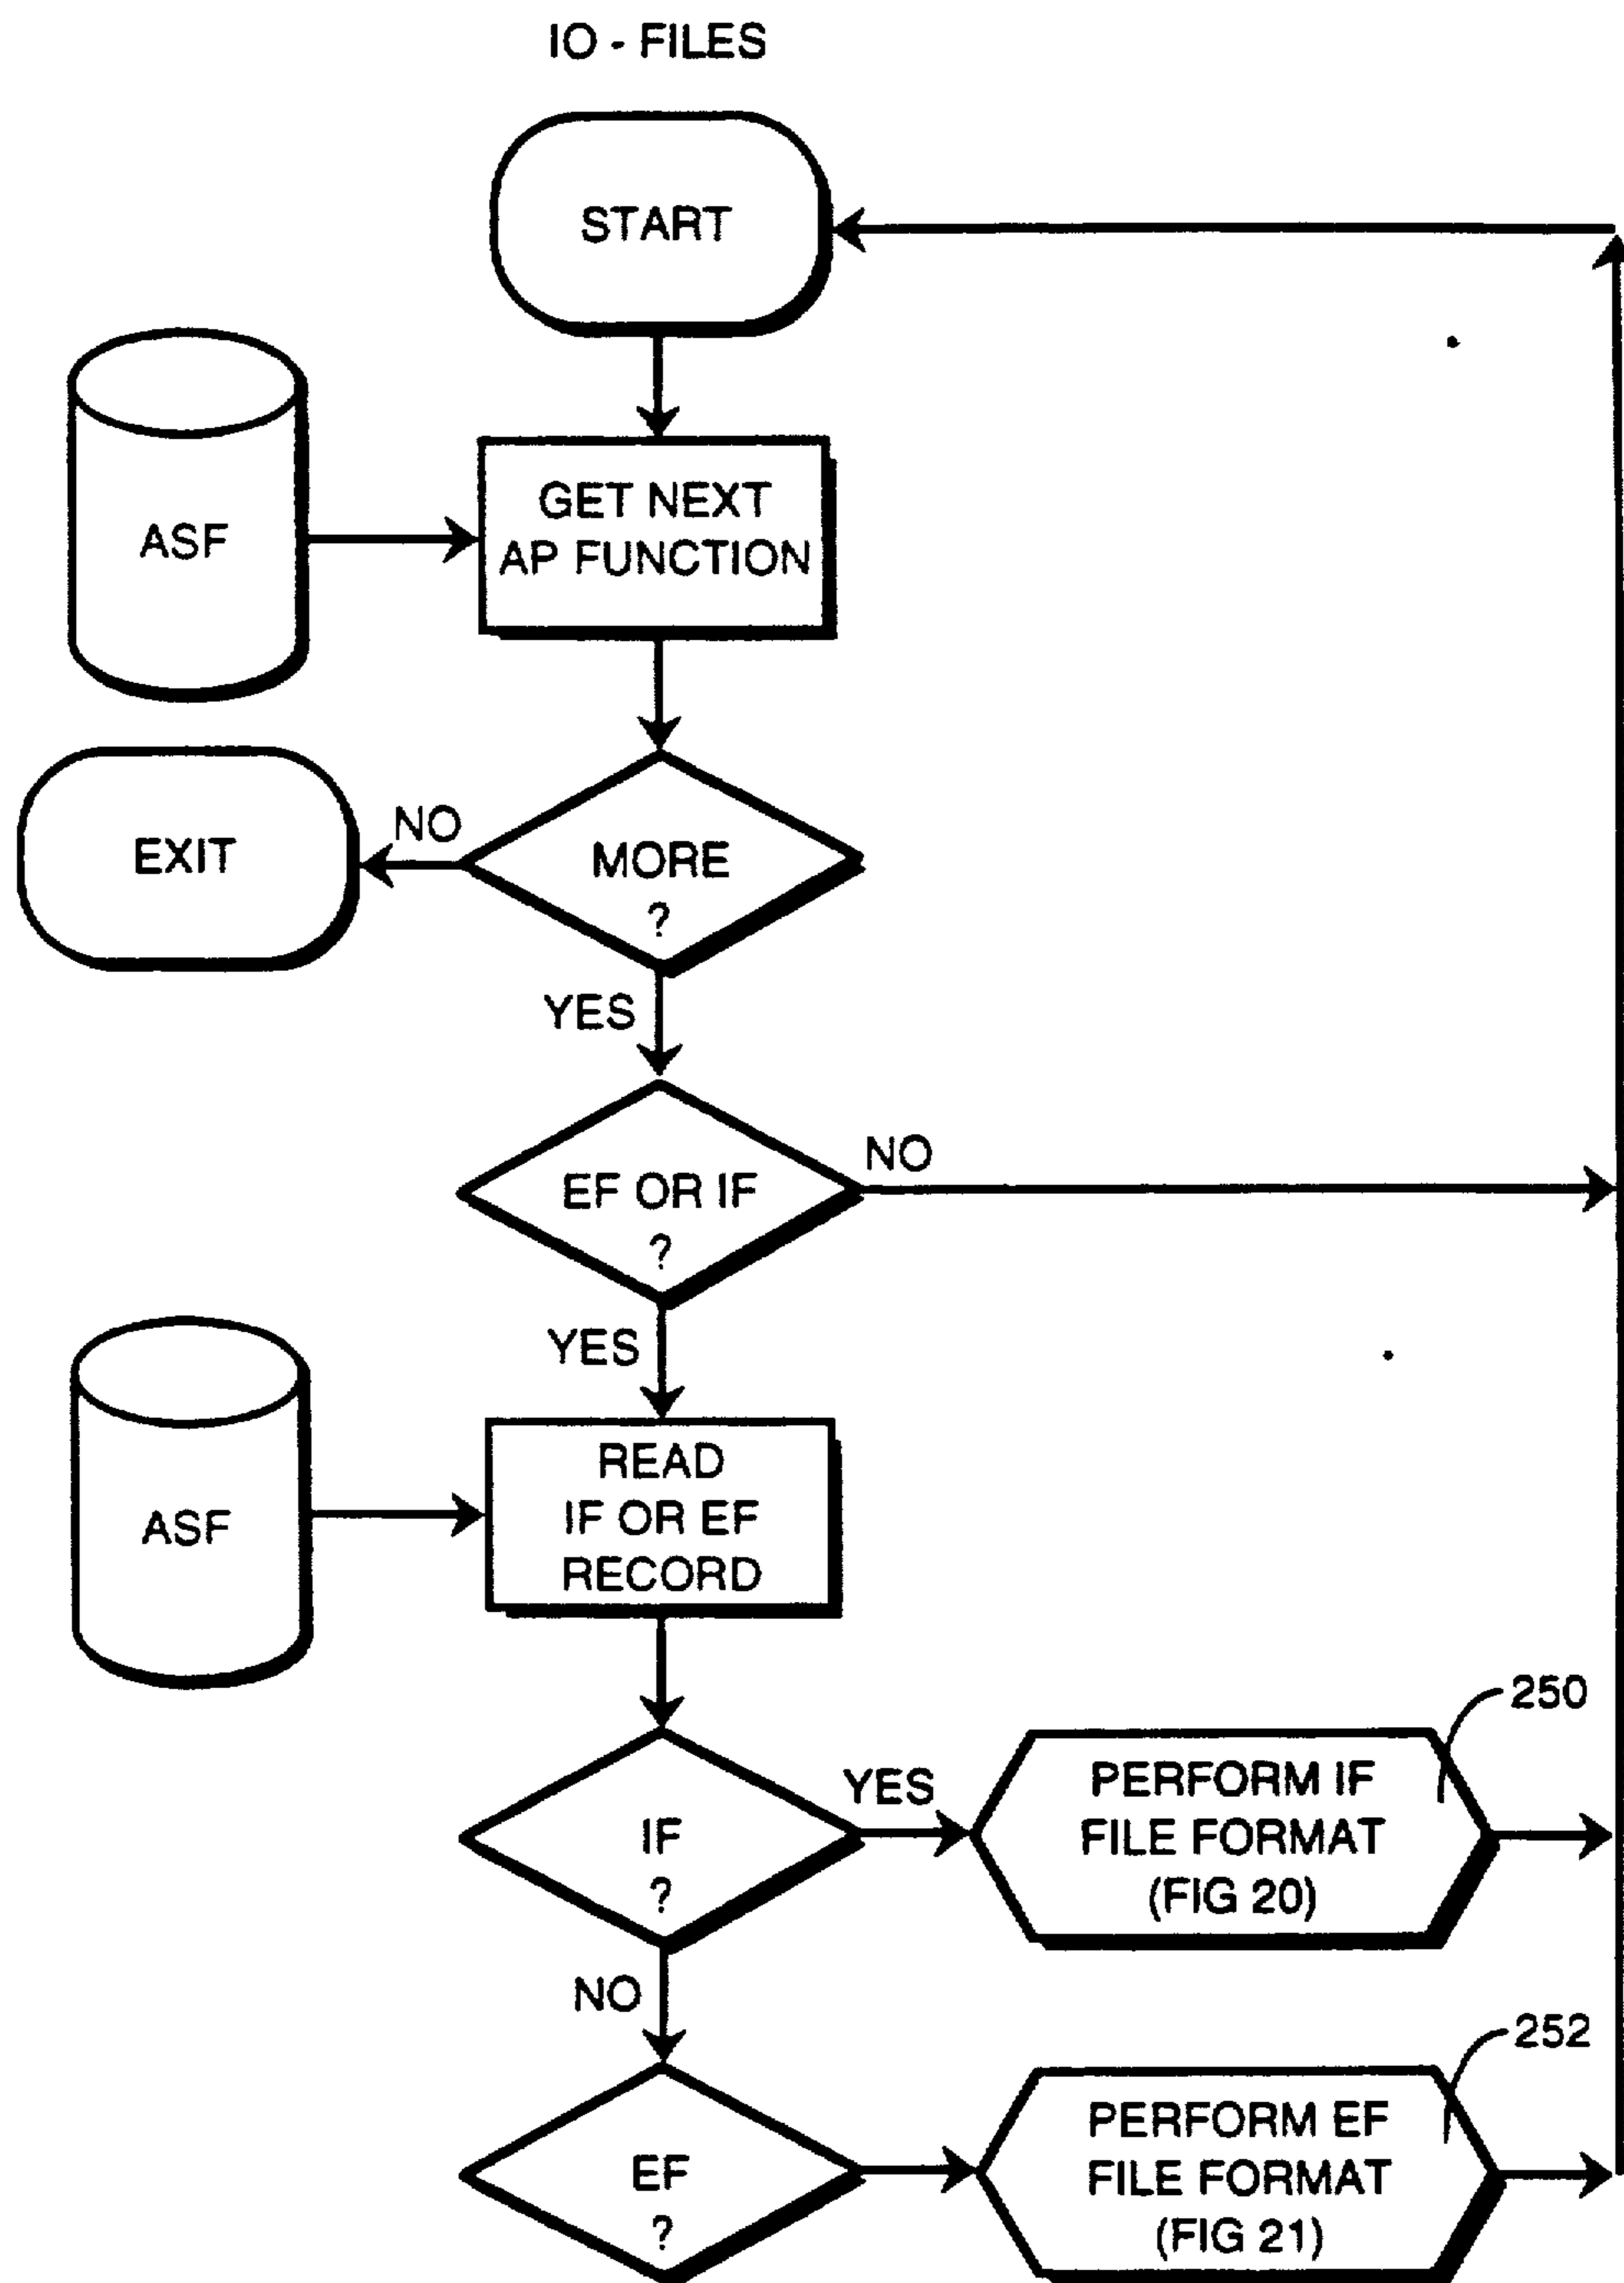 IO - FILES
START
ASF
GET NEXT
AP FUNCTION
EXIT
NO
MORE
?
YES
EF OR IF
?
NO
YES
ASF
READ
IF OR EF
RECORD
250
IF
?
YES
PERFORM IF
FILE FORMAT
(FIG 20)
NO
252
EF
?
PERFORM EF
FILE FORMAT
(FIG 21)